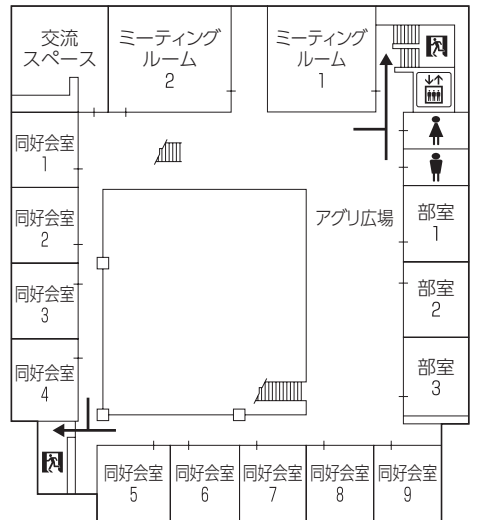 交流
スペース
ミーティング
ルーム
2
ミーティング
ルーム
1
同好会室
1
同好会室
2
同好会室
3
同好会室
4
アグリ広場
部室
1
部室
2
部室
3
同好会室
5
同好会室
6
同好会室
7
同好会室
8
同好会室
9